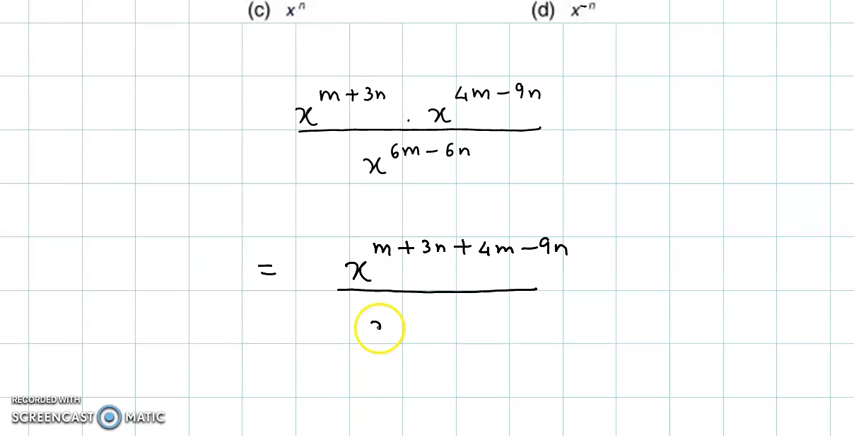 (c) xⁿ (d) x⁻ⁿ
x^{m+3n} . x^{4m-9n}
x^{6m-6n}
= x^{m+3n+4m-9n}
RECORDED WITH
SCREENCAST MATIC